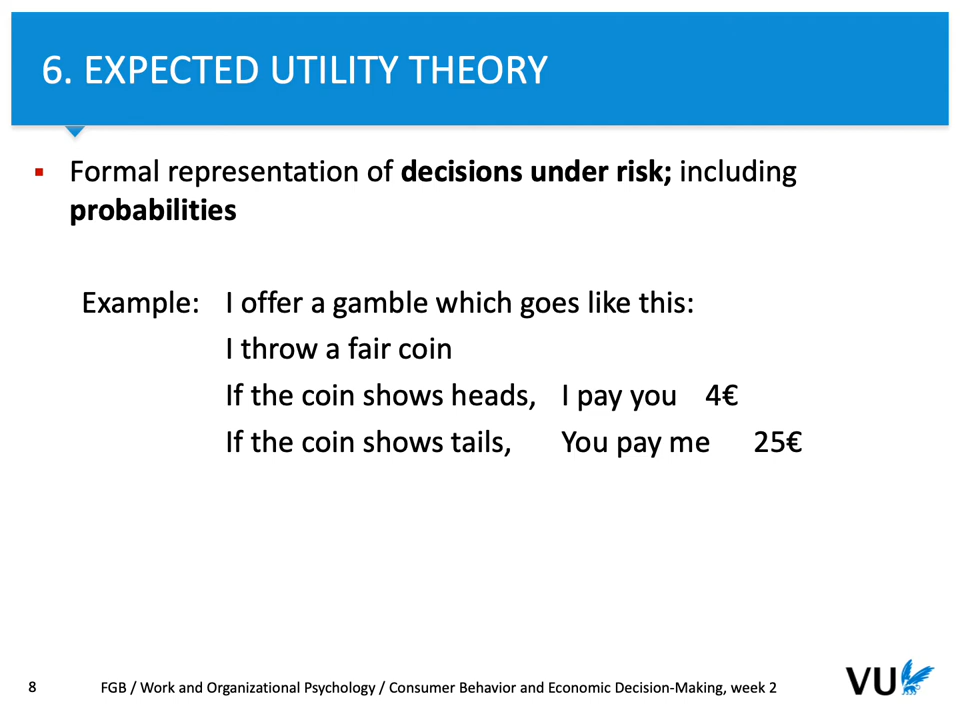 6. EXPECTED UTILITY THEORY
▪ Formal representation of decisions under risk; including
probabilities
Example: I offer a gamble which goes like this:
I throw a fair coin
If the coin shows heads, I pay you 4€
If the coin shows tails, You pay me 25€
8 FGB / Work and Organizational Psychology / Consumer Behavior and Economic Decision-Making, week 2
VU